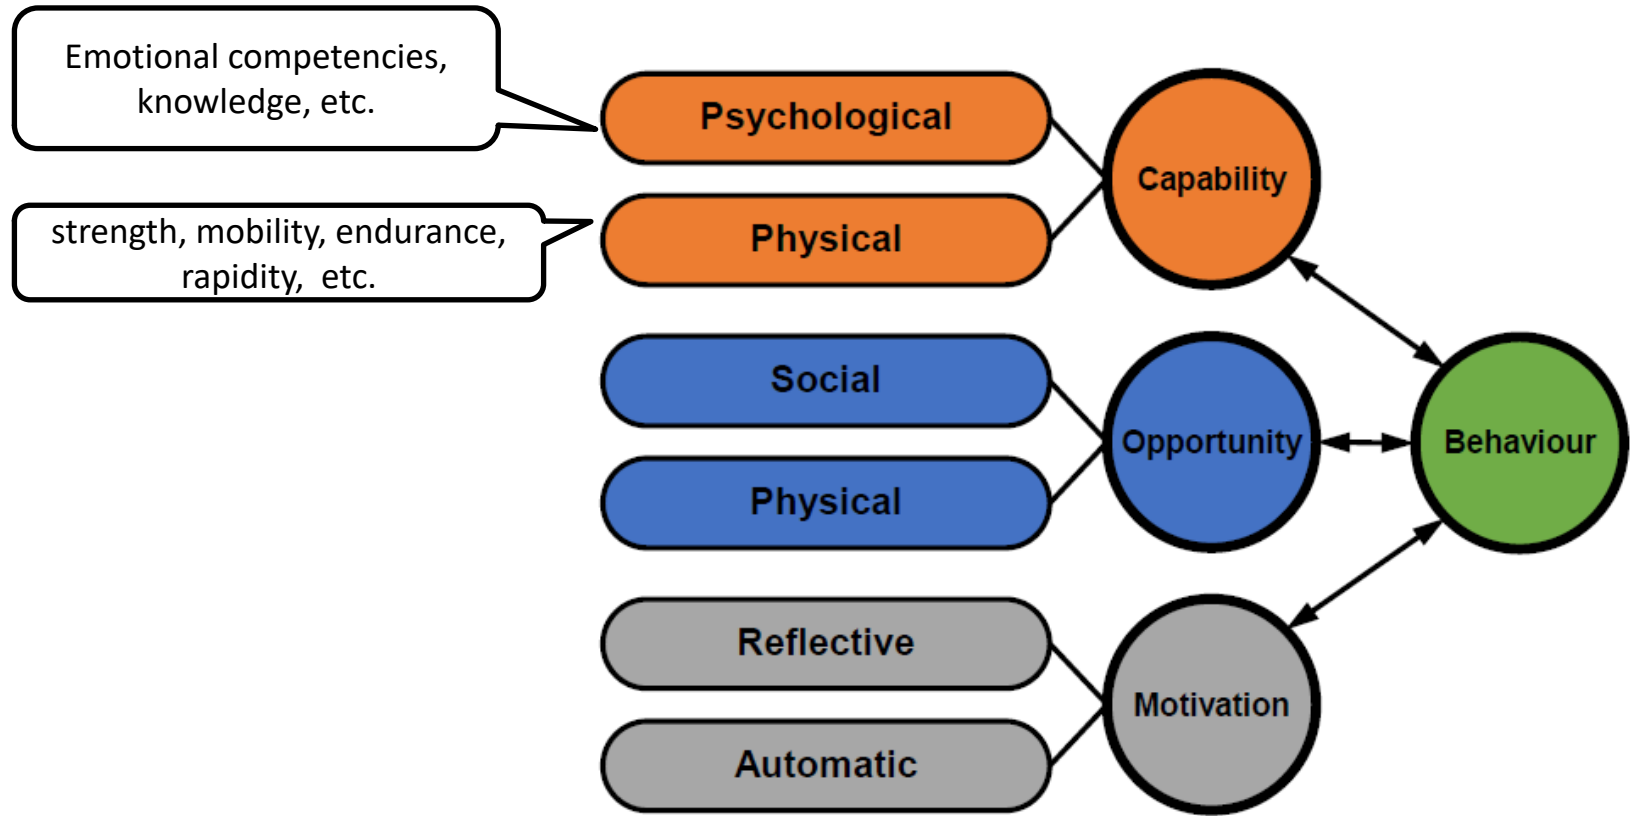 Emotional competencies,
knowledge, etc.
Psychological
Capability
strength, mobility, endurance,
rapidity,  etc.
Physical
Social
Opportunity
Behaviour
Physical
Reflective
Motivation
Automatic